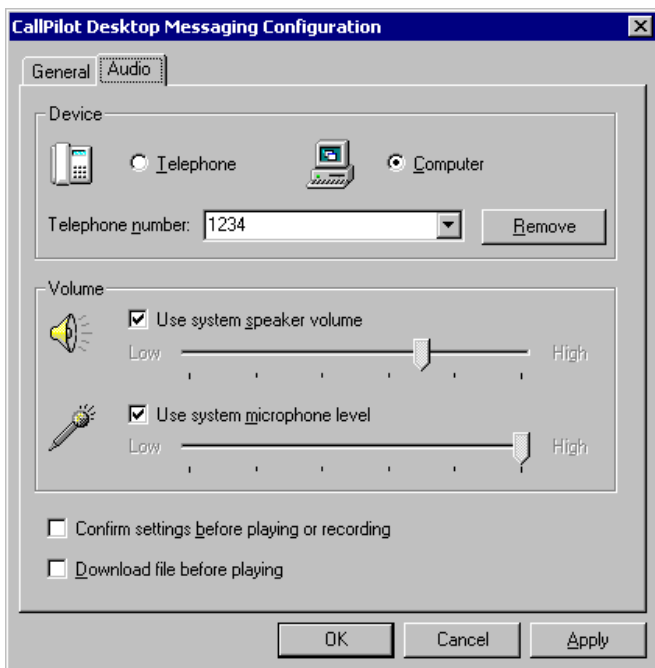 CallPilot Desktop Messaging Configuration
General Audio
Device
Telephone Computer
Telephone number: 1234 Remove
Volume
Use system speaker volume
Low High
Use system microphone level
Low High
Confirm settings before playing or recording
Download file before playing
OK Cancel Apply